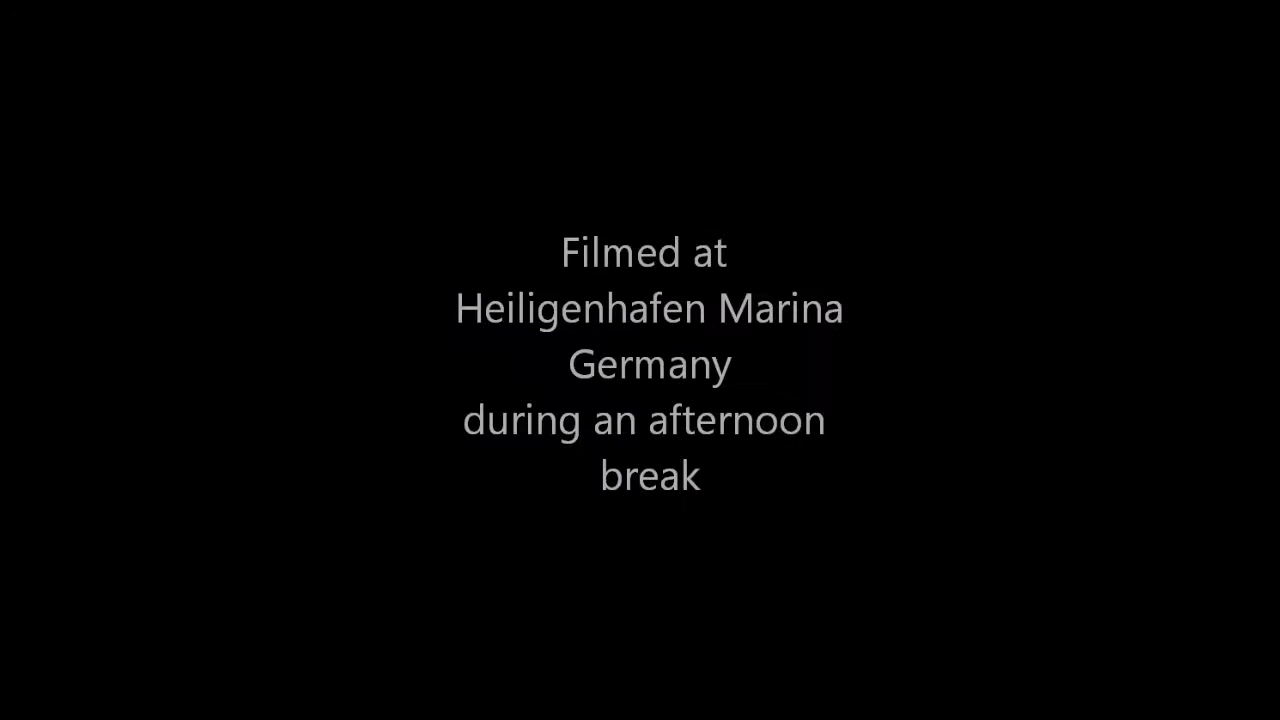 Filmed at
Heiligenhafen Marina
Germany
during an afternoon
break